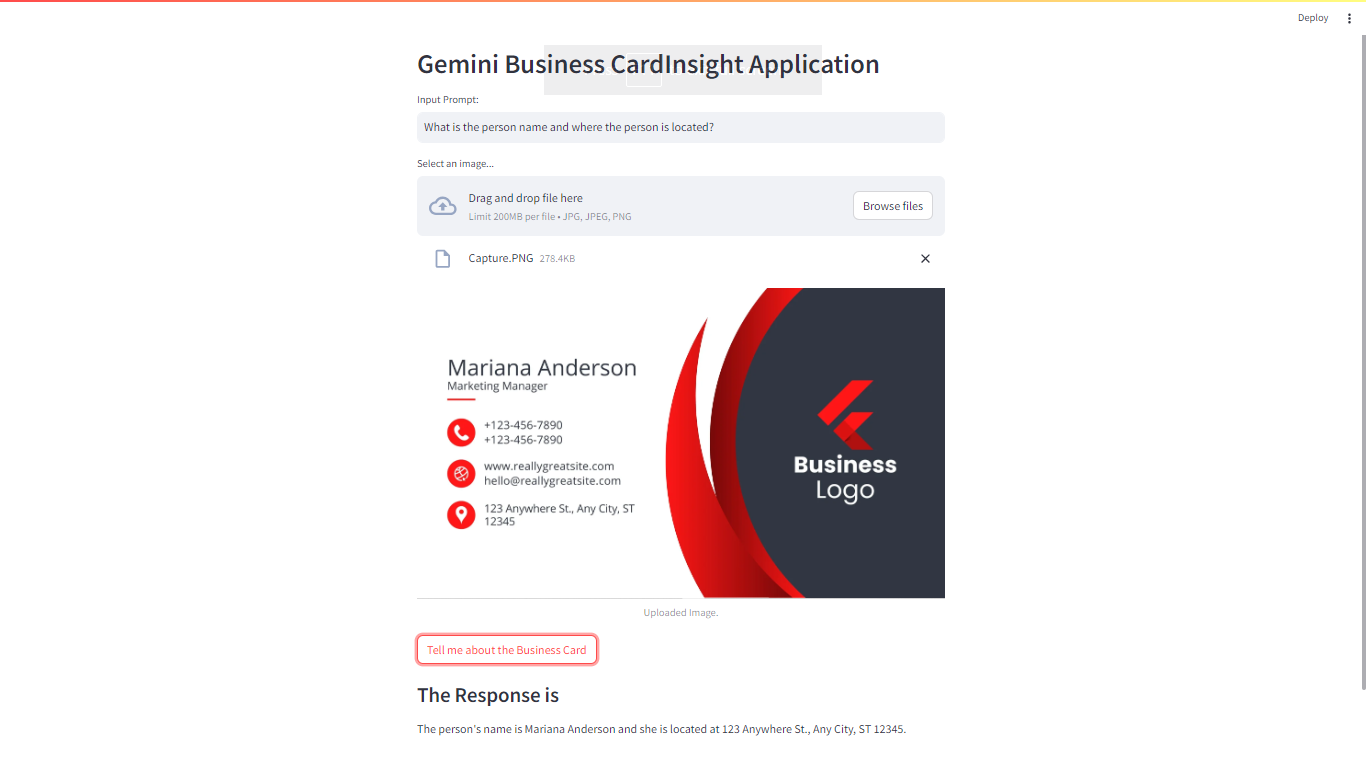 Deploy
Gemini Business CardInsight Application
Input Prompt:
What is the person name and where the person is located?
Select an image...
Drag and drop file here
Limit 200MB per file • JPG, JPEG, PNG
Browse files
Capture.PNG 278.4KB
Mariana Anderson
Marketing Manager
+123-456-7890
+123-456-7890
www.reallygreatsite.com
hello@reallygreatsite.com
123 Anywhere St., Any City, ST
12345
Business
Logo
Uploaded Image.
Tell me about the Business Card
The Response is
The person's name is Mariana Anderson and she is located at 123 Anywhere St., Any City, ST 12345.